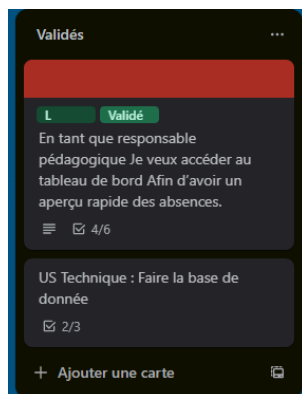 Validés
L Validé
En tant que responsable
pédagogique Je veux accéder au
tableau de bord Afin d'avoir un
aperçu rapide des absences.
4/6
US Technique : Faire la base de
donnée
2/3
+ Ajouter une carte